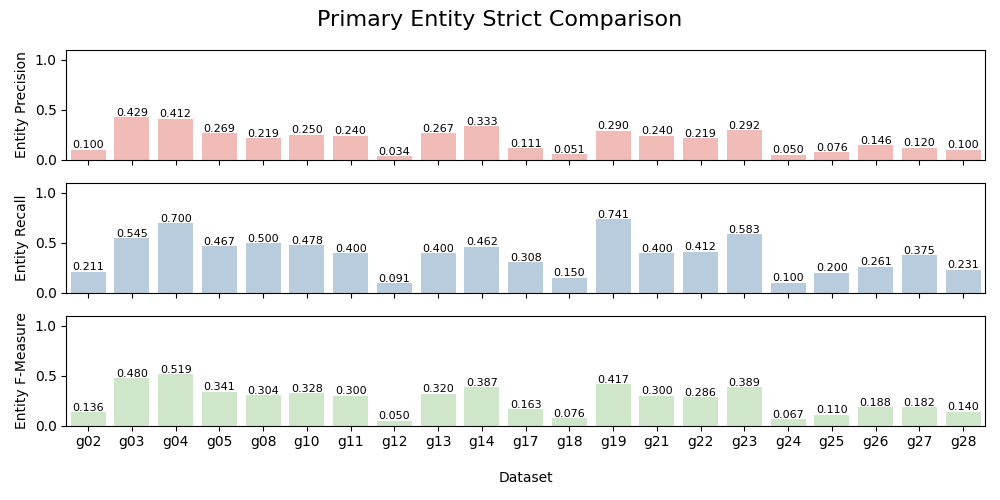 Primary Entity Strict Comparison
Entity Precision
1.0
0.5
0.0
0.100 0.429 0.412 0.269 0.219 0.250 0.240 0.034 0.267 0.333 0.111 0.051 0.290 0.240 0.219 0.292 0.050 0.076 0.146 0.120 0.100
Entity Recall
1.0
0.5
0.0
0.211 0.545 0.700 0.467 0.500 0.478 0.400 0.091 0.400 0.462 0.308 0.150 0.741 0.400 0.412 0.583 0.100 0.200 0.261 0.375 0.231
Entity F-Measure
1.0
0.5
0.0
0.136 0.480 0.519 0.341 0.304 0.328 0.300 0.050 0.320 0.387 0.163 0.076 0.417 0.300 0.286 0.389 0.067 0.110 0.188 0.182 0.140
g02 g03 g04 g05 g08 g10 g11 g12 g13 g14 g17 g18 g19 g21 g22 g23 g24 g25 g26 g27 g28
Dataset